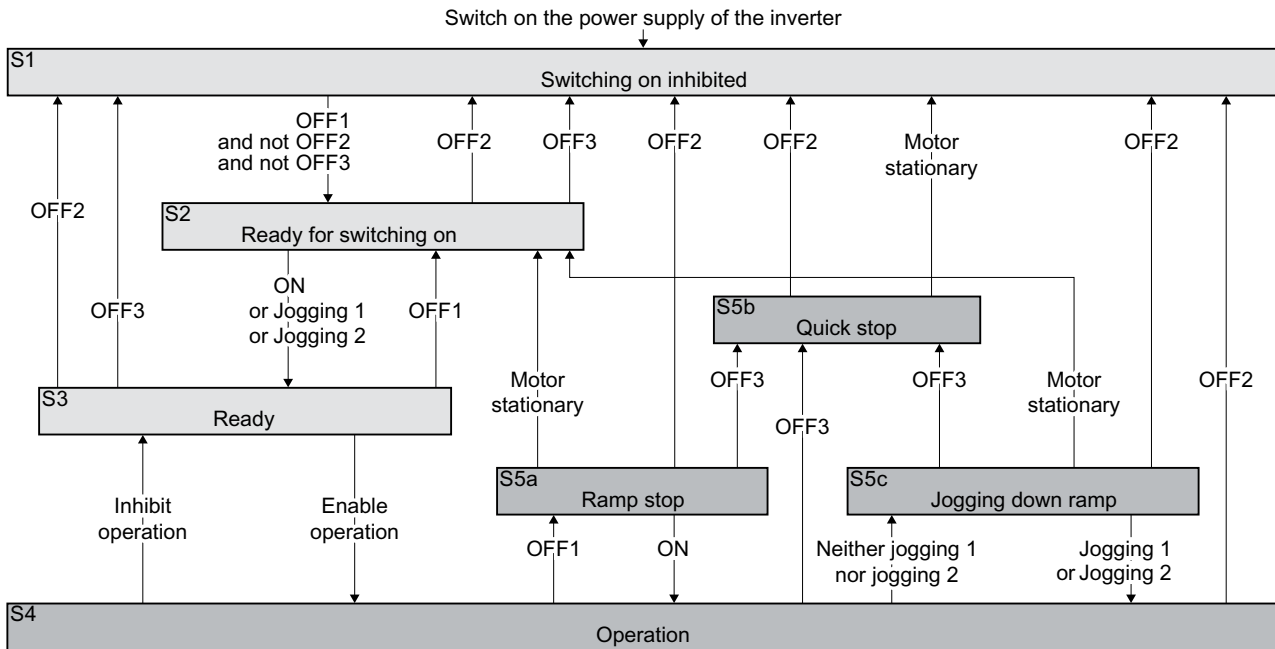 Switch on the power supply of the inverter
S1
Switching on inhibited
OFF1
and not OFF2
and not OFF3
OFF2
OFF3
OFF2
OFF2
Motor
stationary
OFF2
OFF2
S2
Ready for switching on
OFF3
ON
or Jogging 1
or Jogging 2
OFF1
S5b
Quick stop
Motor
stationary
OFF3
OFF3
Motor
stationary
OFF2
S3
Ready
OFF3
S5a
Ramp stop
S5c
Jogging down ramp
Inhibit
operation
Enable
operation
OFF1
ON
Neither jogging 1
nor jogging 2
Jogging 1
or Jogging 2
S4
Operation